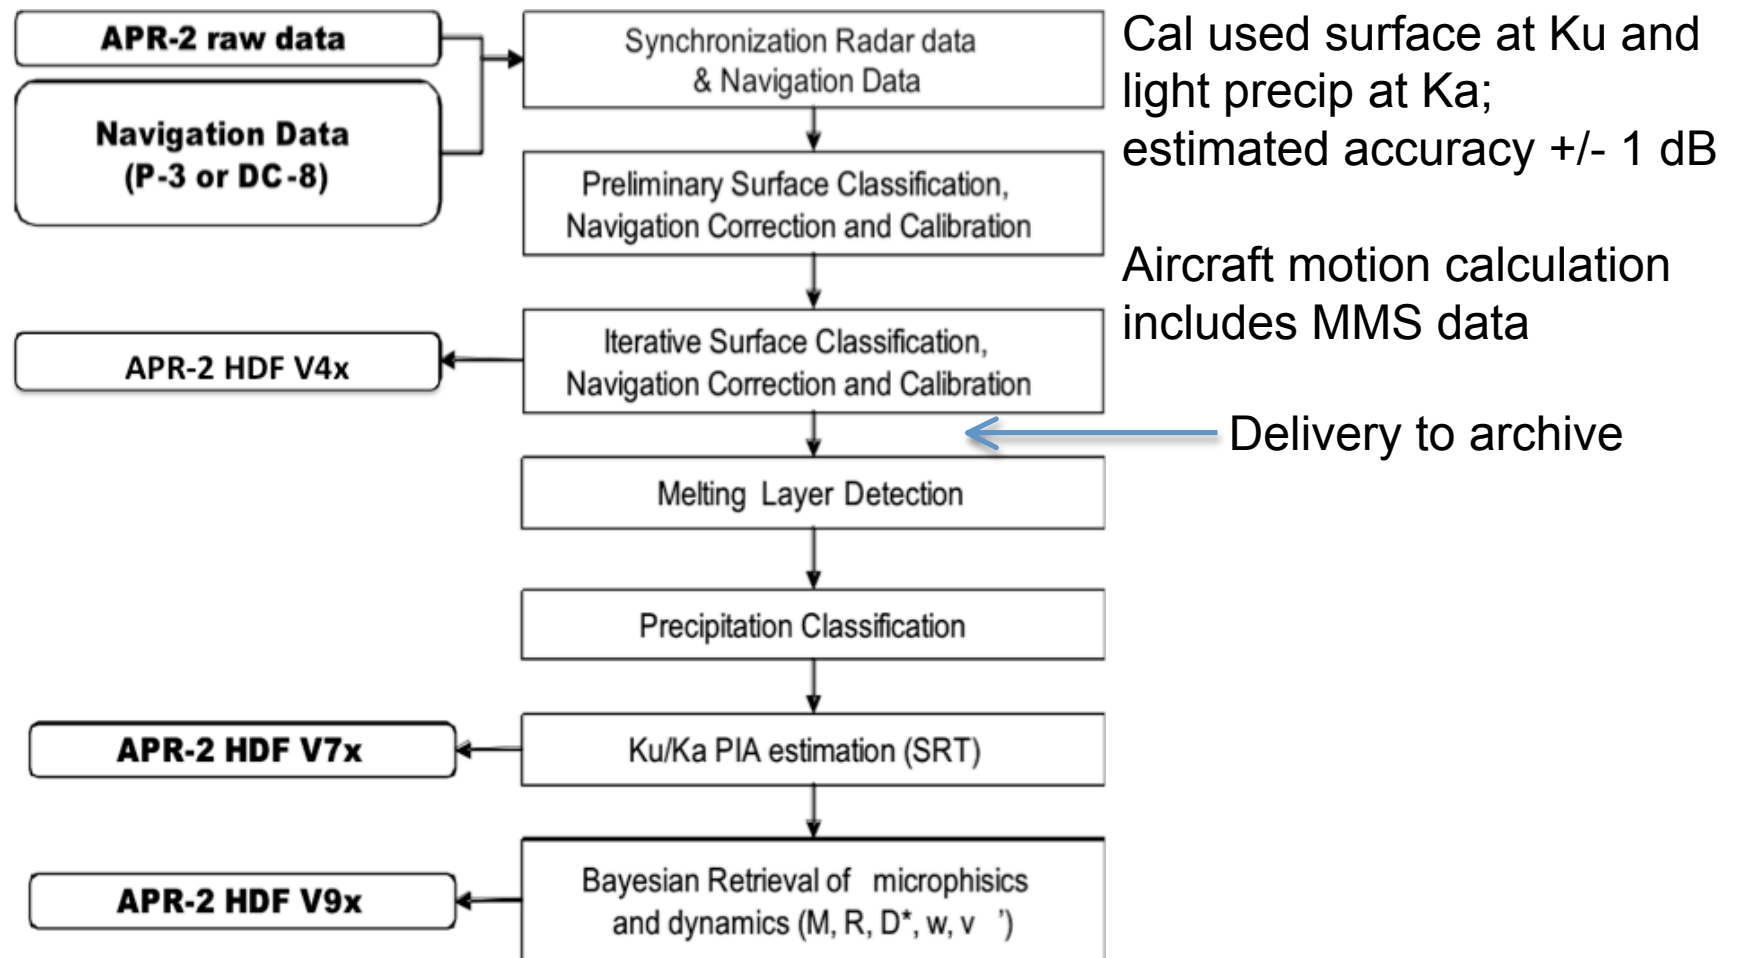 APR-2 raw data
Navigation Data
(P-3 or DC-8)
Synchronization Radar data
& Navigation Data
Cal used surface at Ku and
light precip at Ka;
estimated accuracy +/- 1 dB
Preliminary Surface Classification,
Navigation Correction and Calibration
Aircraft motion calculation
includes MMS data
APR-2 HDF V4x
Iterative Surface Classification,
Navigation Correction and Calibration
Delivery to archive
Melting Layer Detection
Precipitation Classification
APR-2 HDF V7x
Ku/Ka PIA estimation (SRT)
APR-2 HDF V9x
Bayesian Retrieval of microphisics
and dynamics (M, R, D*, w, v ’)